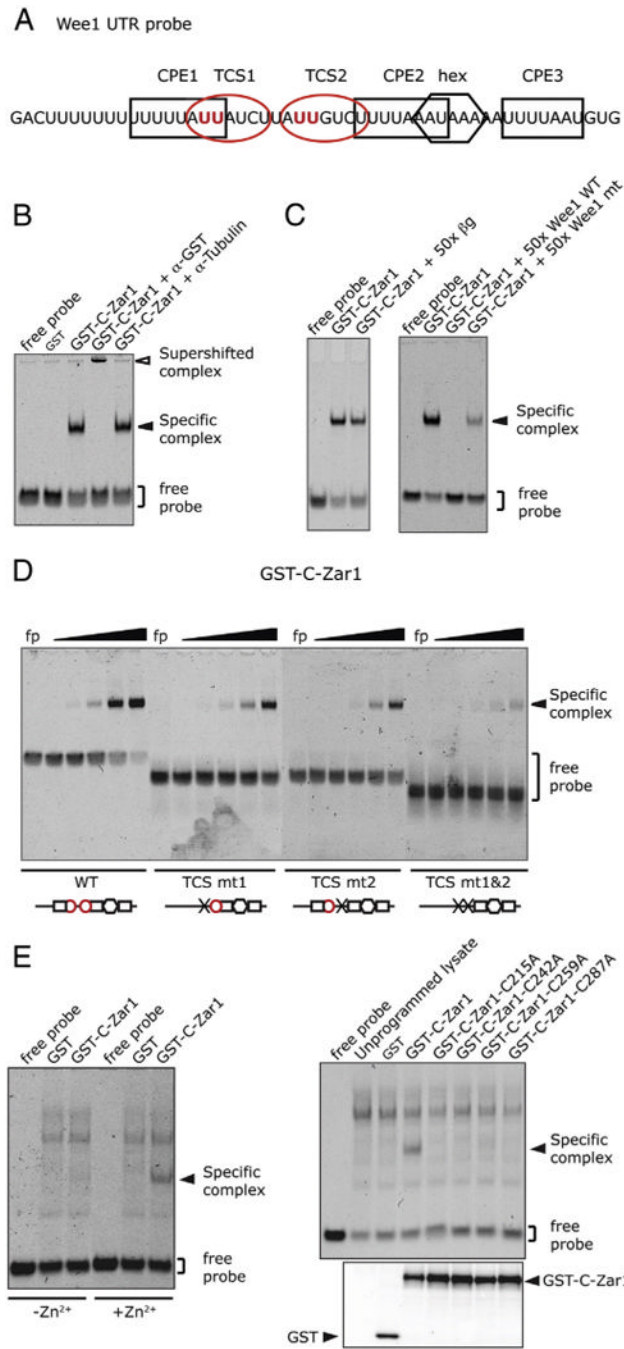 A Wee1 UTR probe
CPE1 TCS1 TCS2 CPE2 hex CPE3
GACUUUUUUUUUUUUAUUAUCUUAUUGUCUUUUUAAAUAAAAAUUUUAAUGUG
B
free probe
GST
GST-C-Zar1
GST-C-Zar1 + α-GST
GST-C-Zar1 + α-Tubulin
Supershifted
complex
Specific
complex
free
probe
C
free probe
GST-C-Zar1
GST-C-Zar1 + 50x βg
free probe
GST-C-Zar1
GST-C-Zar1 + 50x Wee1 WT
GST-C-Zar1 + 50x Wee1 mt
Specific
complex
free
probe
D
GST-C-Zar1
fp fp fp fp
Specific
complex
free
probe
WT TCS mt1 TCS mt2 TCS mt1&2
E
free probe
GST
GST-C-Zar1
free probe
GST
GST-C-Zar1
Specific
complex
free
probe
-Zn²⁺ +Zn²⁺
free probe
Unprogrammed lysate
GST
GST-C-Zar1
GST-C-Zar1-C215A
GST-C-Zar1-C242A
GST-C-Zar1-C259A
GST-C-Zar1-C287A
Specific
complex
free
probe
GST-C-Zar1
GST